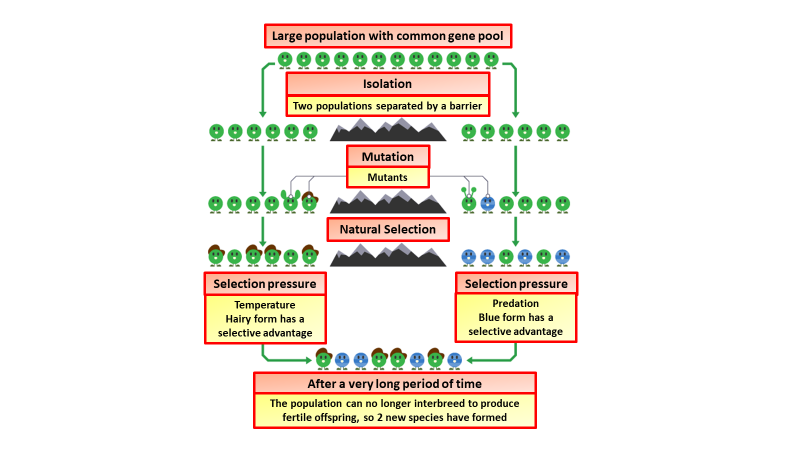 Large population with common gene pool
Isolation
Two populations separated by a barrier
Mutation
Mutants
Natural Selection
Selection pressure
Temperature
Hairy form has a
selective advantage
Selection pressure
Predation
Blue form has a
selective advantage
After a very long period of time
The population can no longer interbreed to produce
fertile offspring, so 2 new species have formed